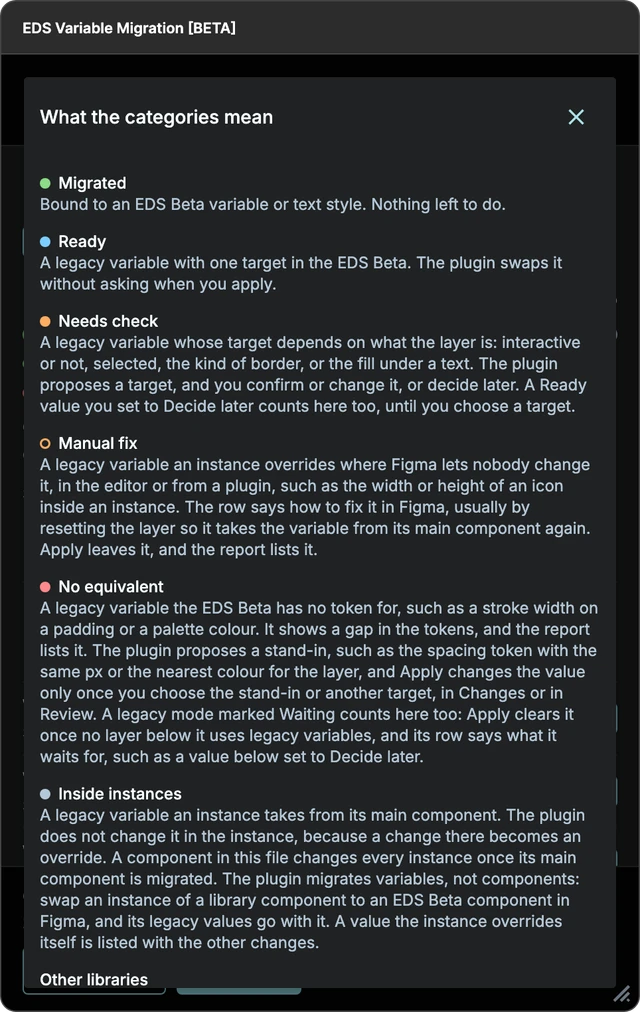 EDS Variable Migration [BETA]
What the categories mean
Migrated
Bound to an EDS Beta variable or text style. Nothing left to do.
Ready
A legacy variable with one target in the EDS Beta. The plugin swaps it
without asking when you apply.
Needs check
A legacy variable whose target depends on what the layer is: interactive
or not, selected, the kind of border, or the fill under a text. The plugin
proposes a target, and you confirm or change it, or decide later. A Ready
value you set to Decide later counts here too, until you choose a target.
Manual fix
A legacy variable an instance overrides where Figma lets nobody change
it, in the editor or from a plugin, such as the width or height of an icon
inside an instance. The row says how to fix it in Figma, usually by
resetting the layer so it takes the variable from its main component again.
Apply leaves it, and the report lists it.
No equivalent
A legacy variable the EDS Beta has no token for, such as a stroke width on
a padding or a palette colour. It shows a gap in the tokens, and the report
lists it. The plugin proposes a stand-in, such as the spacing token with the
same px or the nearest colour for the layer, and Apply changes the value
only once you choose the stand-in or another target, in Changes or in
Review. A legacy mode marked Waiting counts here too: Apply clears it
once no layer below it uses legacy variables, and its row says what it
waits for, such as a value below set to Decide later.
Inside instances
A legacy variable an instance takes from its main component. The plugin
does not change it in the instance, because a change there becomes an
override. A component in this file changes every instance once its main
component is migrated. The plugin migrates variables, not components:
swap an instance of a library component to an EDS Beta component in
Figma, and its legacy values go with it. A value the instance overrides
itself is listed with the other changes.
Other libraries